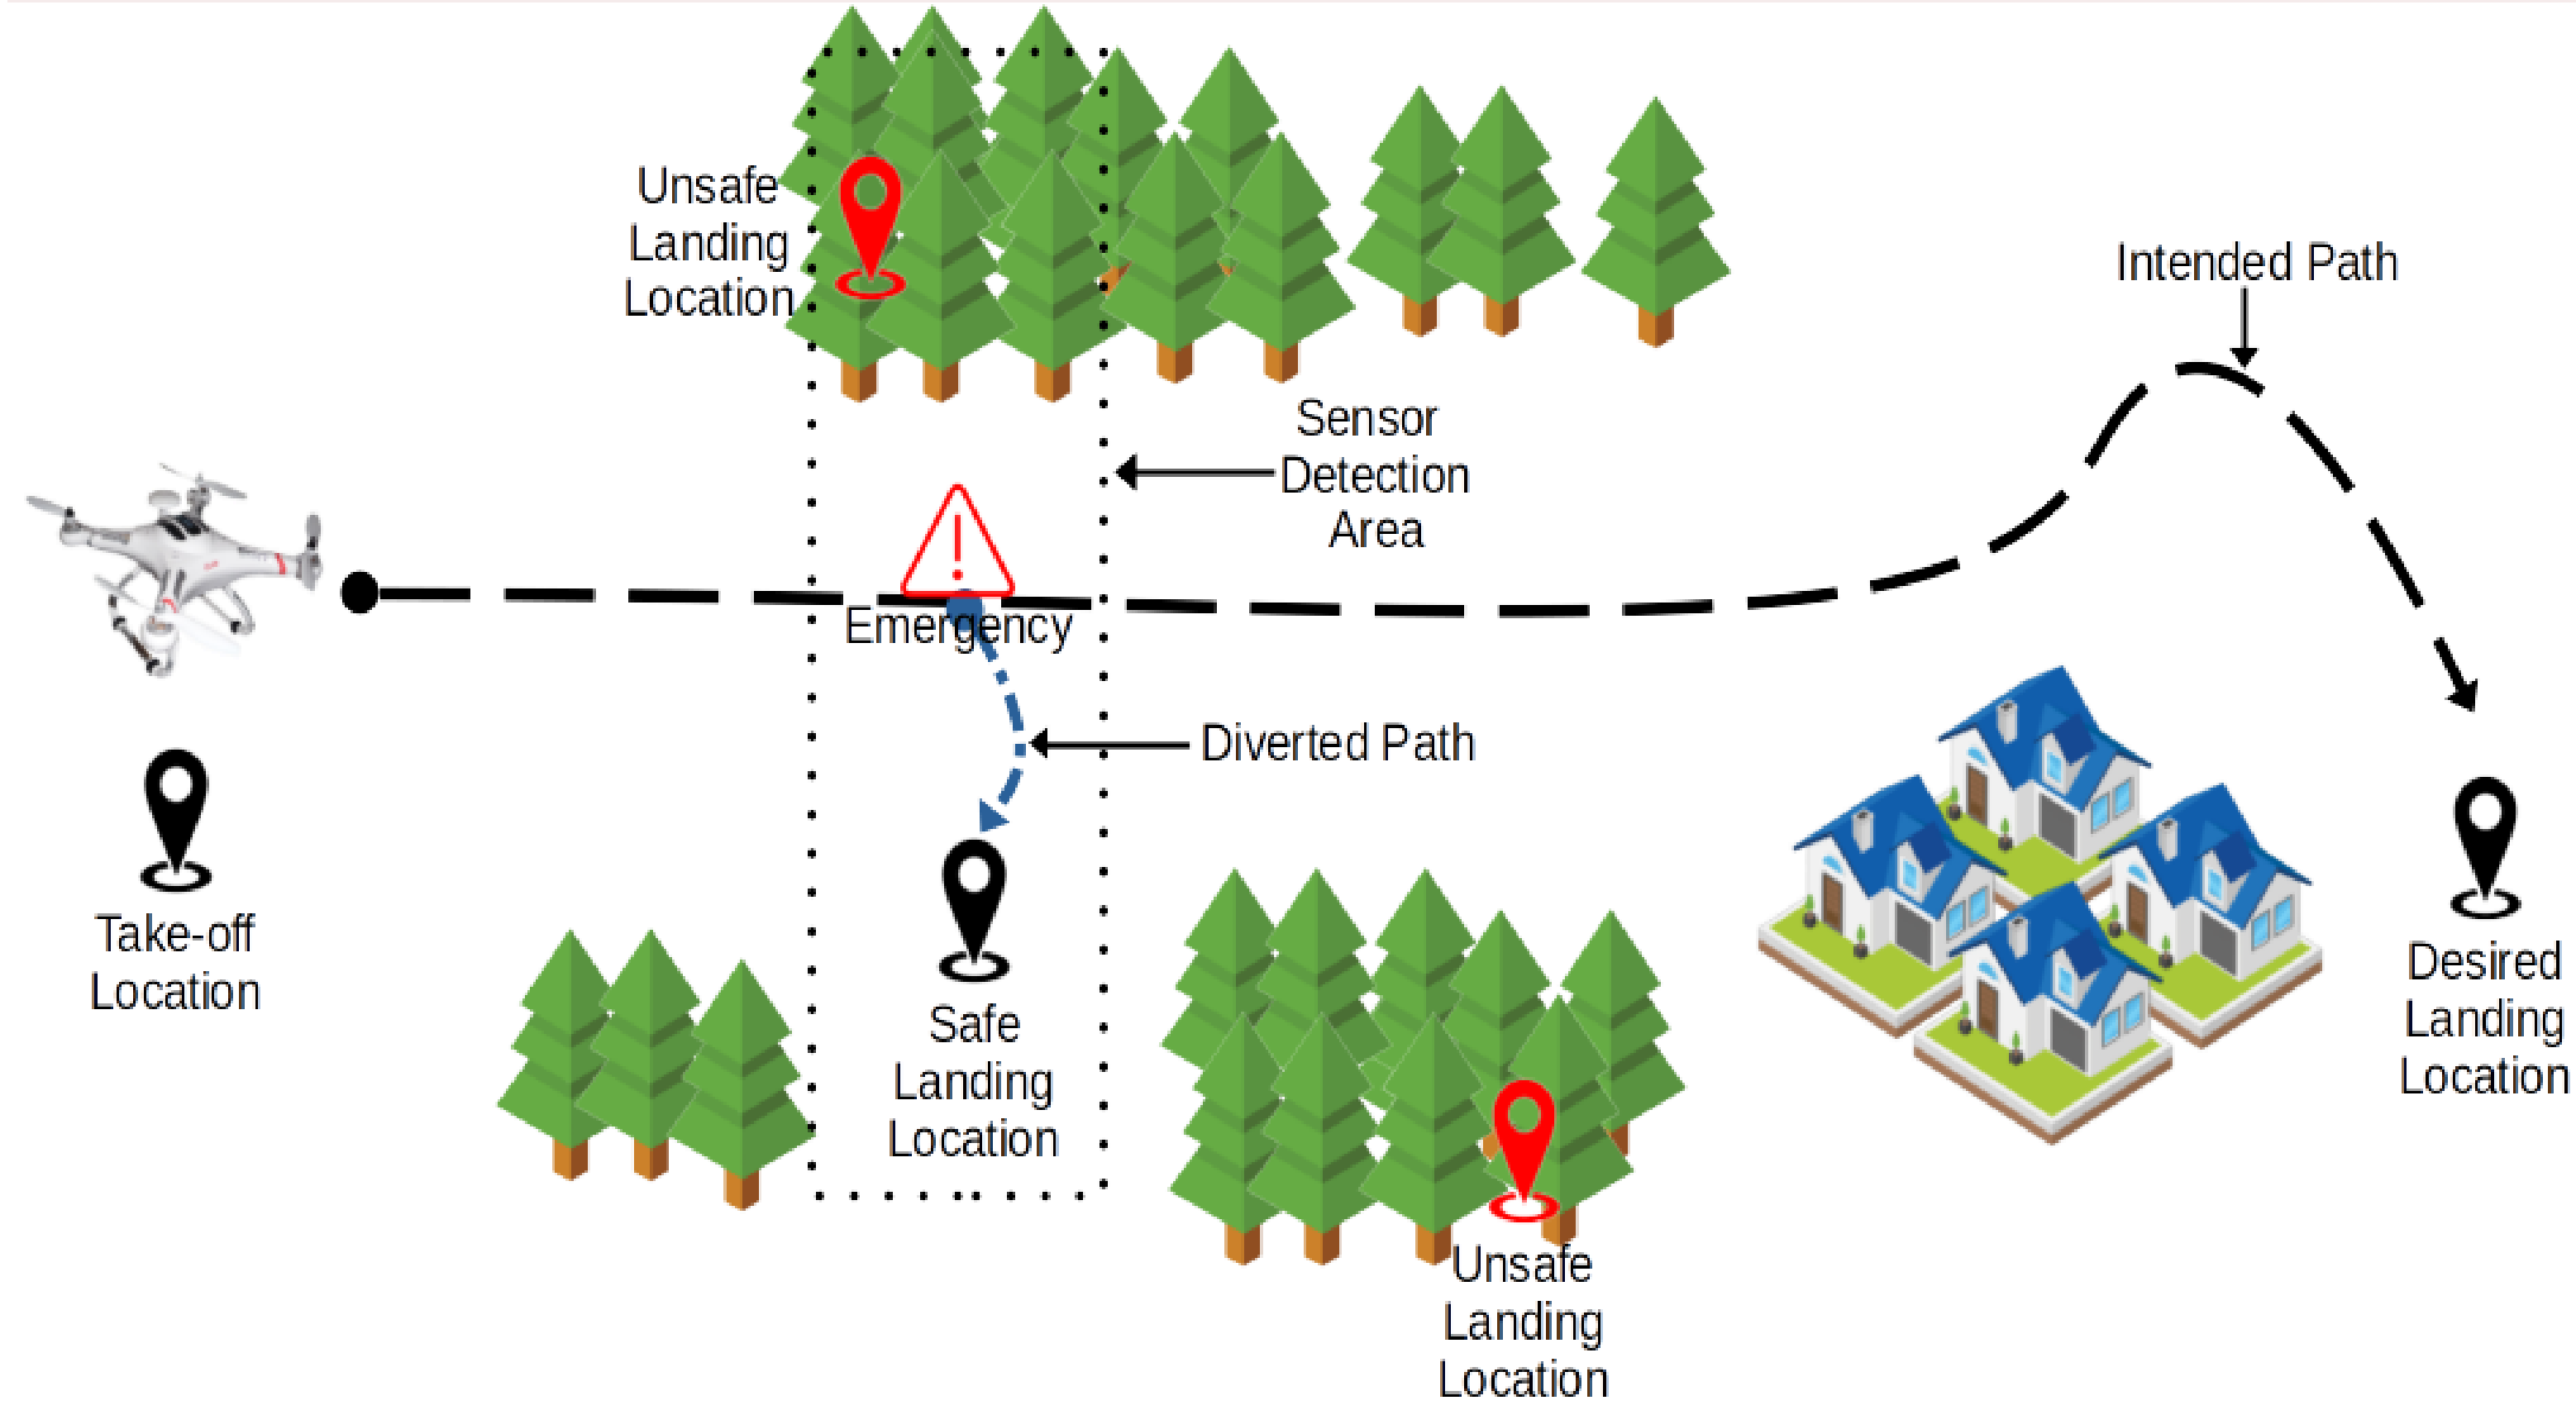 Unsafe
Landing
Location
Intended Path
Sensor
Detection
Area
Emergency
Diverted Path
Take-off
Location
Safe
Landing
Location
Desired
Landing
Location
Unsafe
Landing
Location